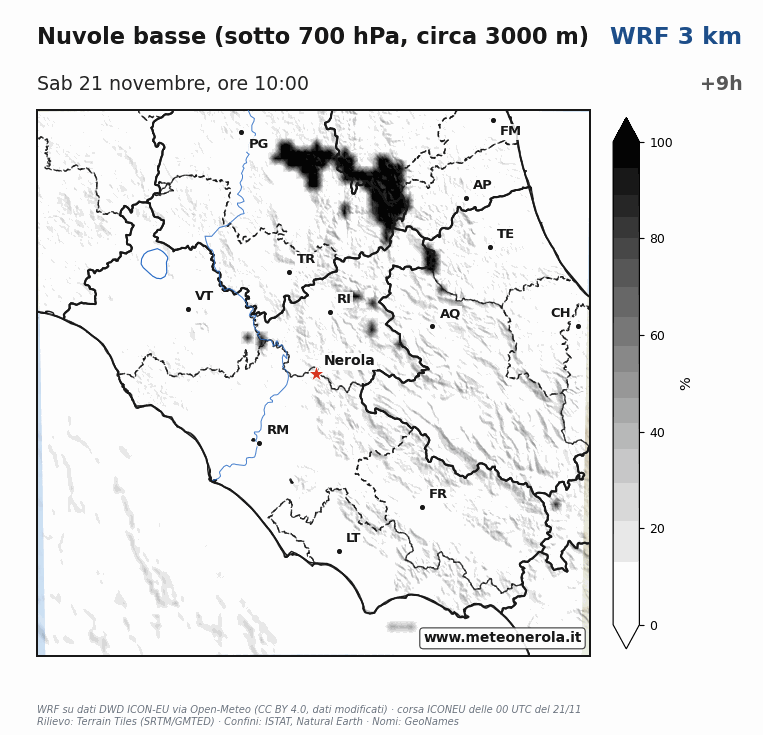 Nuvole basse (sotto 700 hPa, circa 3000 m) WRF 3 km
Sab 21 novembre, ore 10:00 +9h
FM
PG
100
AP
TE
80
TR
VT
RI
AQ
CH
60
Nerola
%
RM
40
FR
20
LT
www.meteonerola.it
0
WRF su dati DWD ICON-EU via Open-Meteo (CC BY 4.0, dati modificati) · corsa ICONEU delle 00 UTC del 21/11
Rilievo: Terrain Tiles (SRTM/GMTED) · Confini: ISTAT, Natural Earth · Nomi: GeoNames